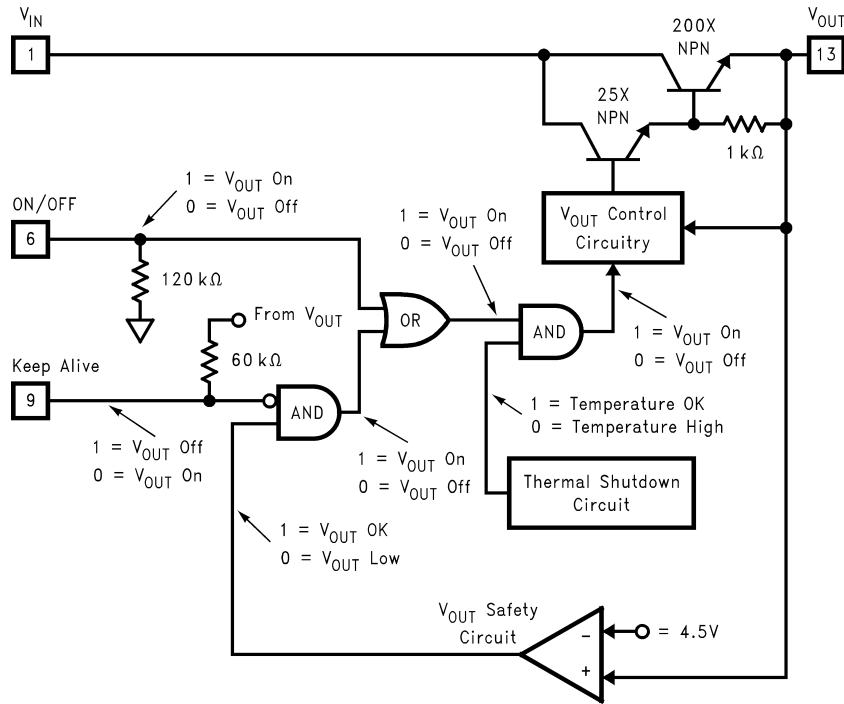 V_IN
1
200X
NPN
V_OUT
13
25X
NPN
1 kΩ
ON/OFF
6
1 = V_OUT On
0 = V_OUT Off
120 kΩ
1 = V_OUT On
0 = V_OUT Off
V_OUT Control
Circuitry
From V_OUT
60 kΩ
OR
AND
1 = V_OUT On
0 = V_OUT Off
Keep Alive
9
AND
1 = V_OUT Off
0 = V_OUT On
1 = V_OUT On
0 = V_OUT Off
1 = Temperature OK
0 = Temperature High
Thermal Shutdown
Circuit
1 = V_OUT OK
0 = V_OUT Low
V_OUT Safety
Circuit
−
= 4.5V
+